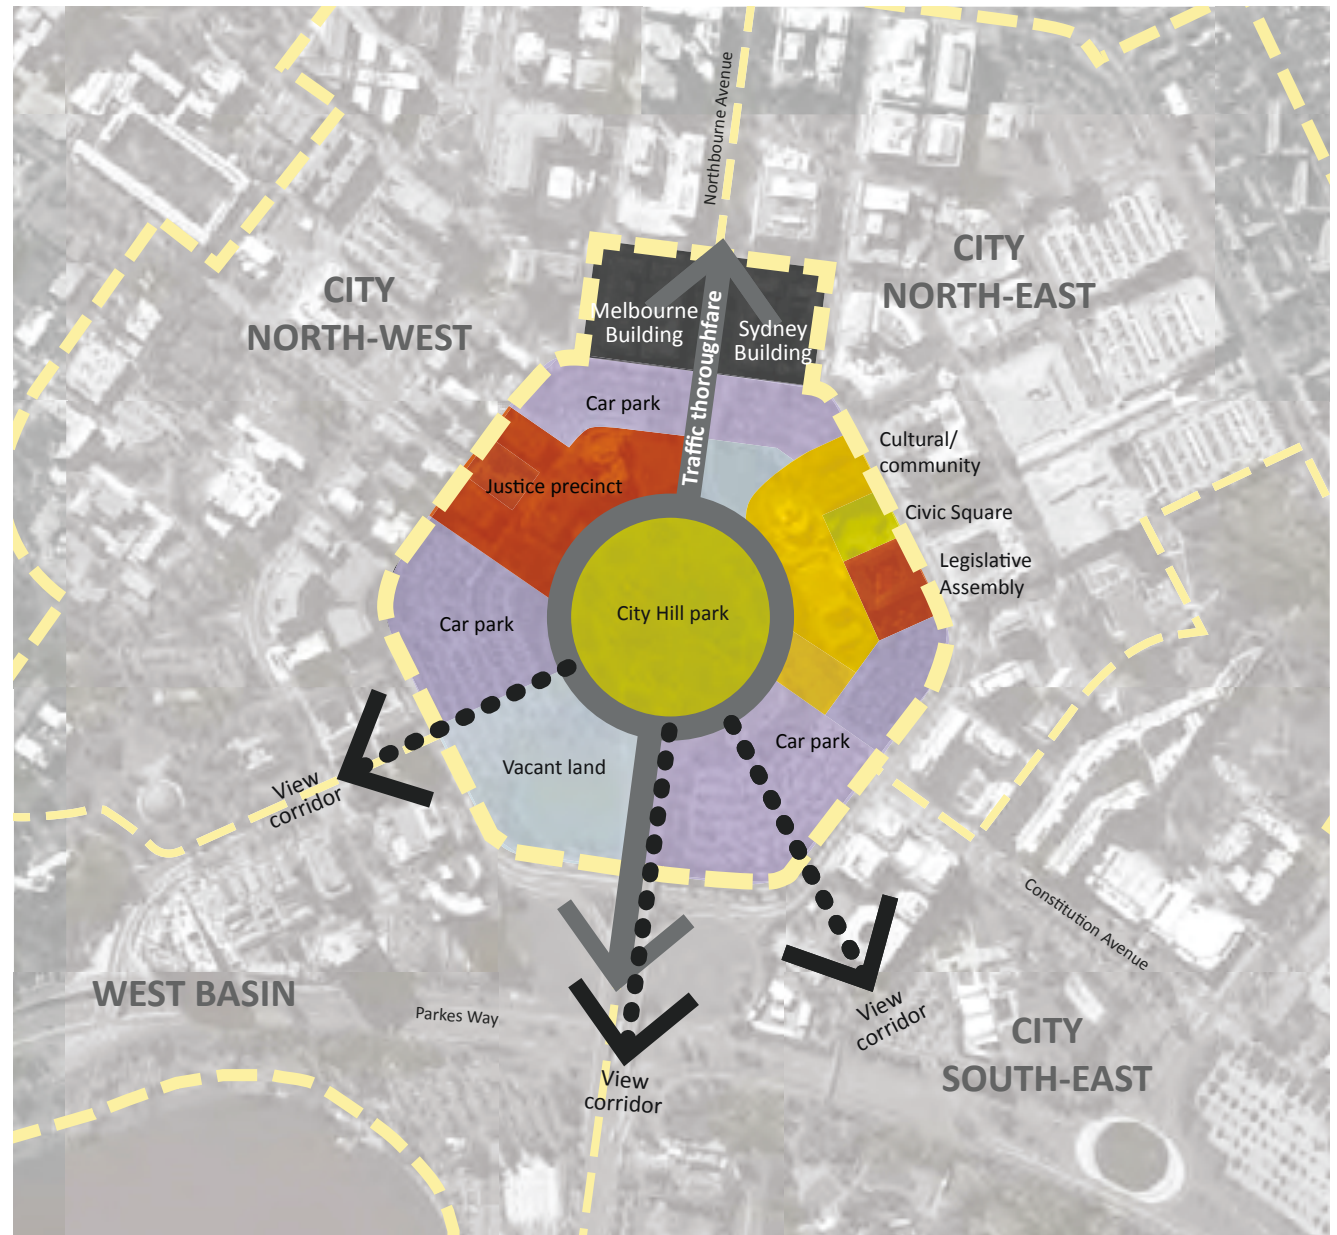 Northbourne Avenue
CITY
NORTH-EAST
CITY
NORTH-WEST
Melbourne
Building
Sydney
Building
Traffic thoroughfare
Car park
Cultural/
community
Justice precinct
Civic Square
Legislative
Assembly
City Hill park
Car park
Car park
Vacant land
View
corridor
Constitution Avenue
WEST BASIN
Parkes Way
View
corridor
CITY
SOUTH-EAST
View
corridor